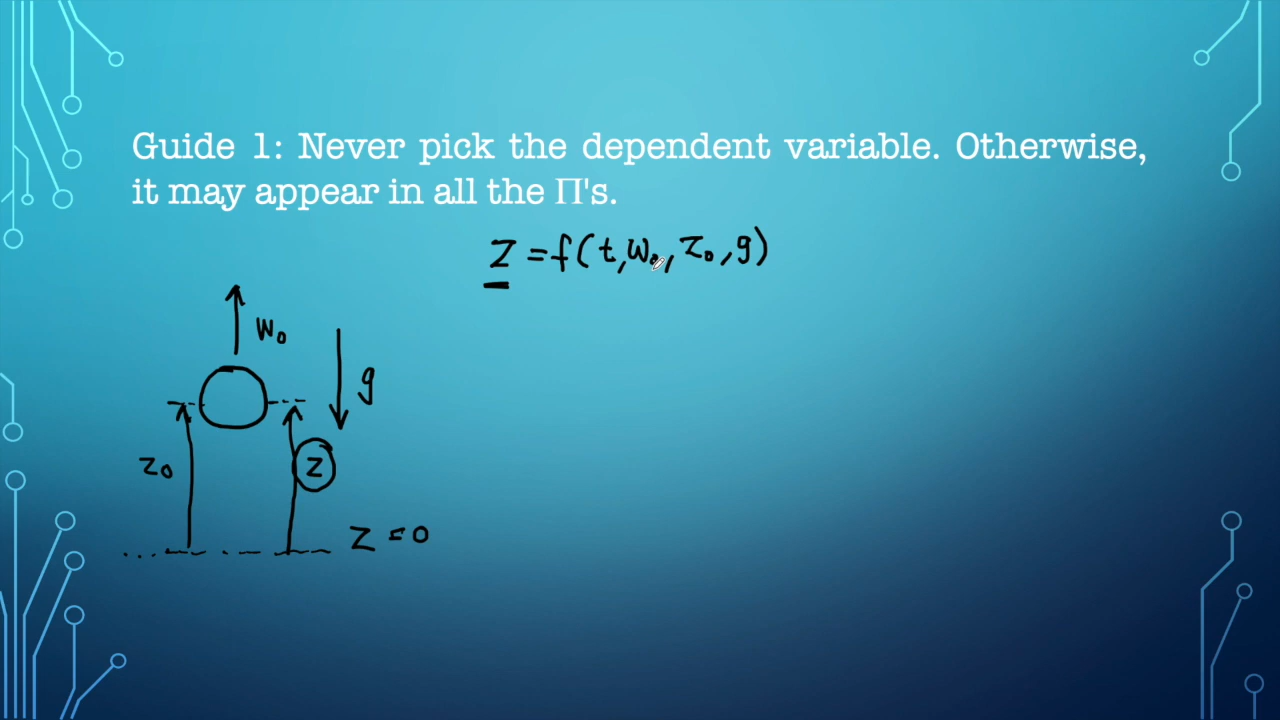 Guide 1: Never pick the dependent variable. Otherwise,
it may appear in all the Π's.
z = f(t, w₀, z₀, g)
w₀
g
z₀
z
z = 0